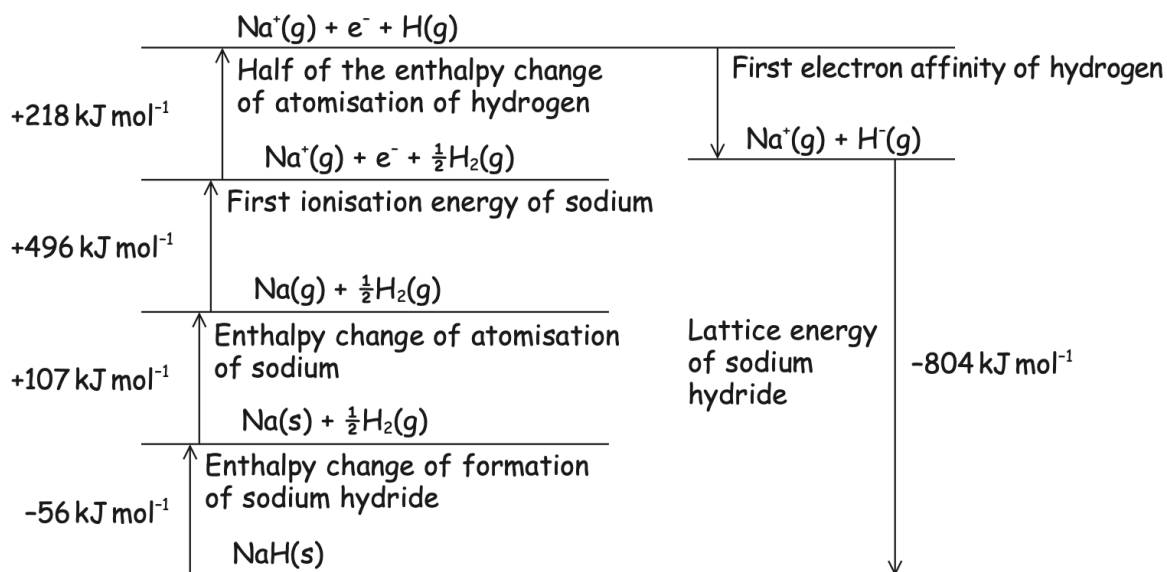 Na⁺(g) + e⁻ + H(g)
Half of the enthalpy change
of atomisation of hydrogen
+218 kJ mol⁻¹
First electron affinity of hydrogen
Na⁺(g) + H⁻(g)
Na⁺(g) + e⁻ + ½H₂(g)
First ionisation energy of sodium
+496 kJ mol⁻¹
Na(g) + ½H₂(g)
Enthalpy change of atomisation
of sodium
+107 kJ mol⁻¹
Lattice energy
of sodium
hydride
−804 kJ mol⁻¹
Na(s) + ½H₂(g)
Enthalpy change of formation
of sodium hydride
−56 kJ mol⁻¹
NaH(s)